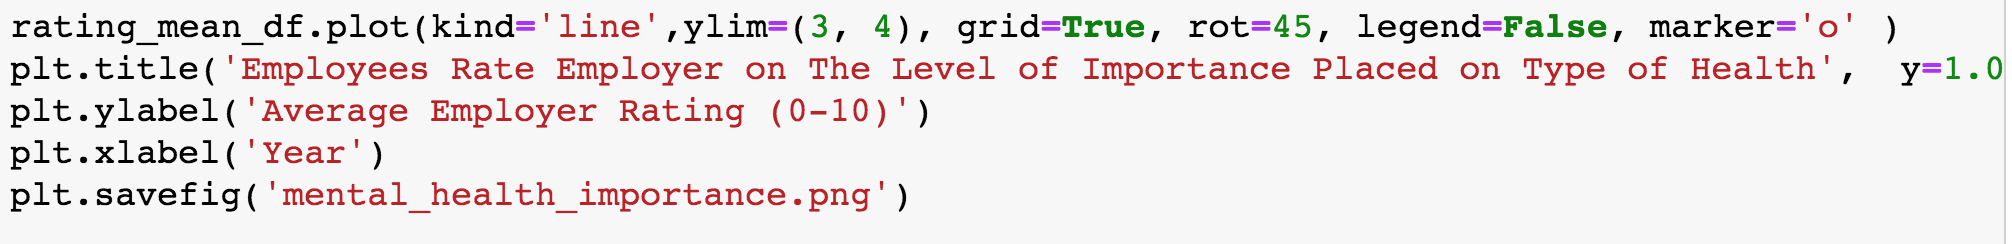 rating_mean_df.plot(kind='line',ylim=(3, 4), grid=True, rot=45, legend=False, marker='o' )
plt.title('Employees Rate Employer on The Level of Importance Placed on Type of Health',  y=1.0
plt.ylabel('Average Employer Rating (0-10)')
plt.xlabel('Year')
plt.savefig('mental_health_importance.png')